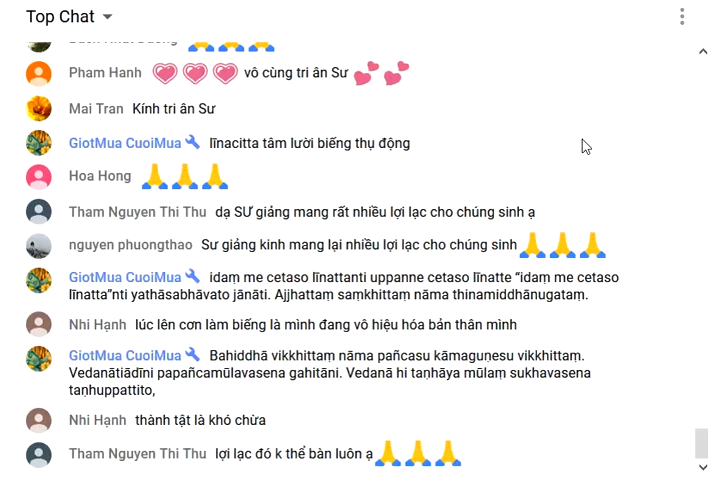 Top Chat
Pham Hanh 💗💗💗 vô cùng tri ân Sư 💕💕
Mai Tran Kính tri ân Sư
GiotMua CuoiMua līnacitta tâm lười biếng thụ động
Hoa Hong 🙏🙏🙏
Tham Nguyen Thi Thu dạ SƯ giảng mang rất nhiều lợi lạc cho chúng sinh ạ
nguyen phuongthao Sư giảng kinh mang lại nhiều lợi lạc cho chúng sinh 🙏🙏🙏
GiotMua CuoiMua idaṃ me cetaso līnattanti uppanne cetaso līnatte “idaṃ me cetaso
līnatta”nti yathāsabhāvato jānāti. Ajjhattaṃ saṃkhittaṃ nāma thinamiddhānugataṃ.
Nhi Hạnh lúc lên cơn làm biếng là mình đang vô hiệu hóa bản thân mình
GiotMua CuoiMua Bahiddhā vikkhittaṃ nāma pañcasu kāmaguṇesu vikkhittaṃ.
Vedanātiādīni papañcamūlavasena gahitāni. Vedanā hi taṇhāya mūlaṃ sukhavasena
taṇhuppattito,
Nhi Hạnh thành tật là khó chừa
Tham Nguyen Thi Thu lợi lạc đó k thể bàn luôn ạ 🙏🙏🙏